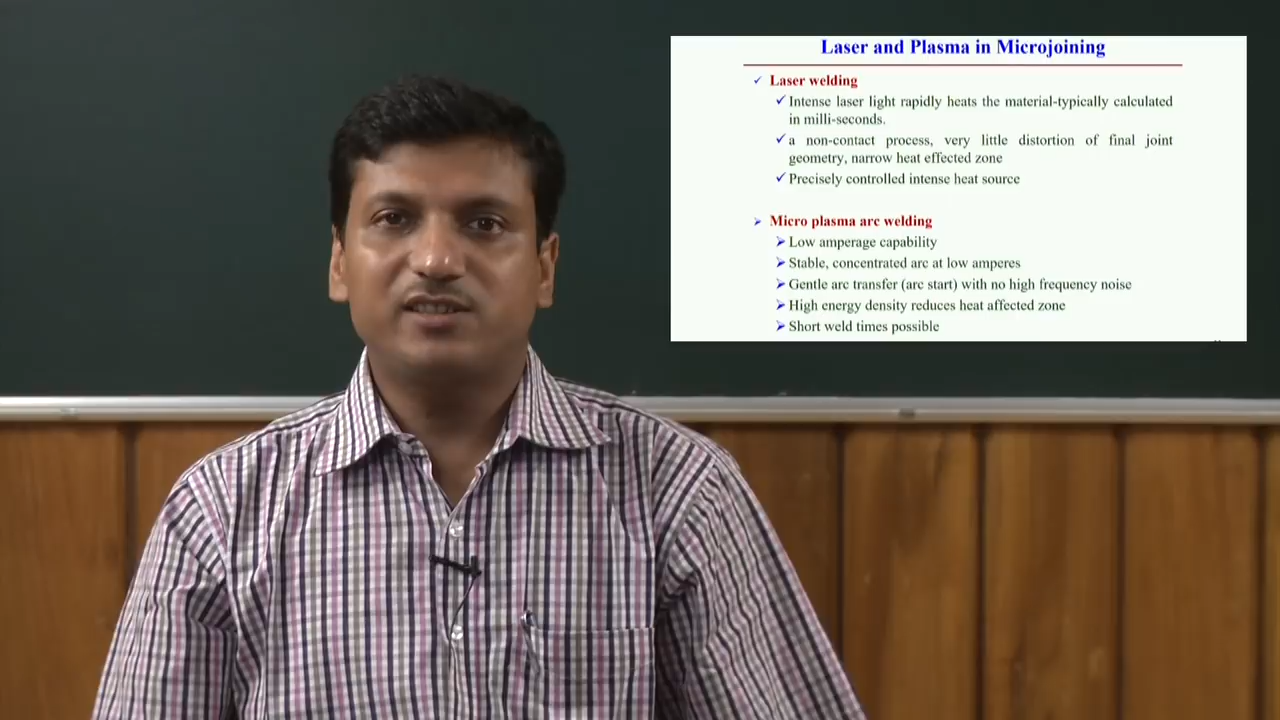 Laser and Plasma in Microjoining
Laser welding
Intense laser light rapidly heats the material-typically calculated
in milli-seconds.
a non-contact process, very little distortion of final joint
geometry, narrow heat effected zone
Precisely controlled intense heat source
Micro plasma arc welding
Low amperage capability
Stable, concentrated arc at low amperes
Gentle arc transfer (arc start) with no high frequency noise
High energy density reduces heat affected zone
Short weld times possible